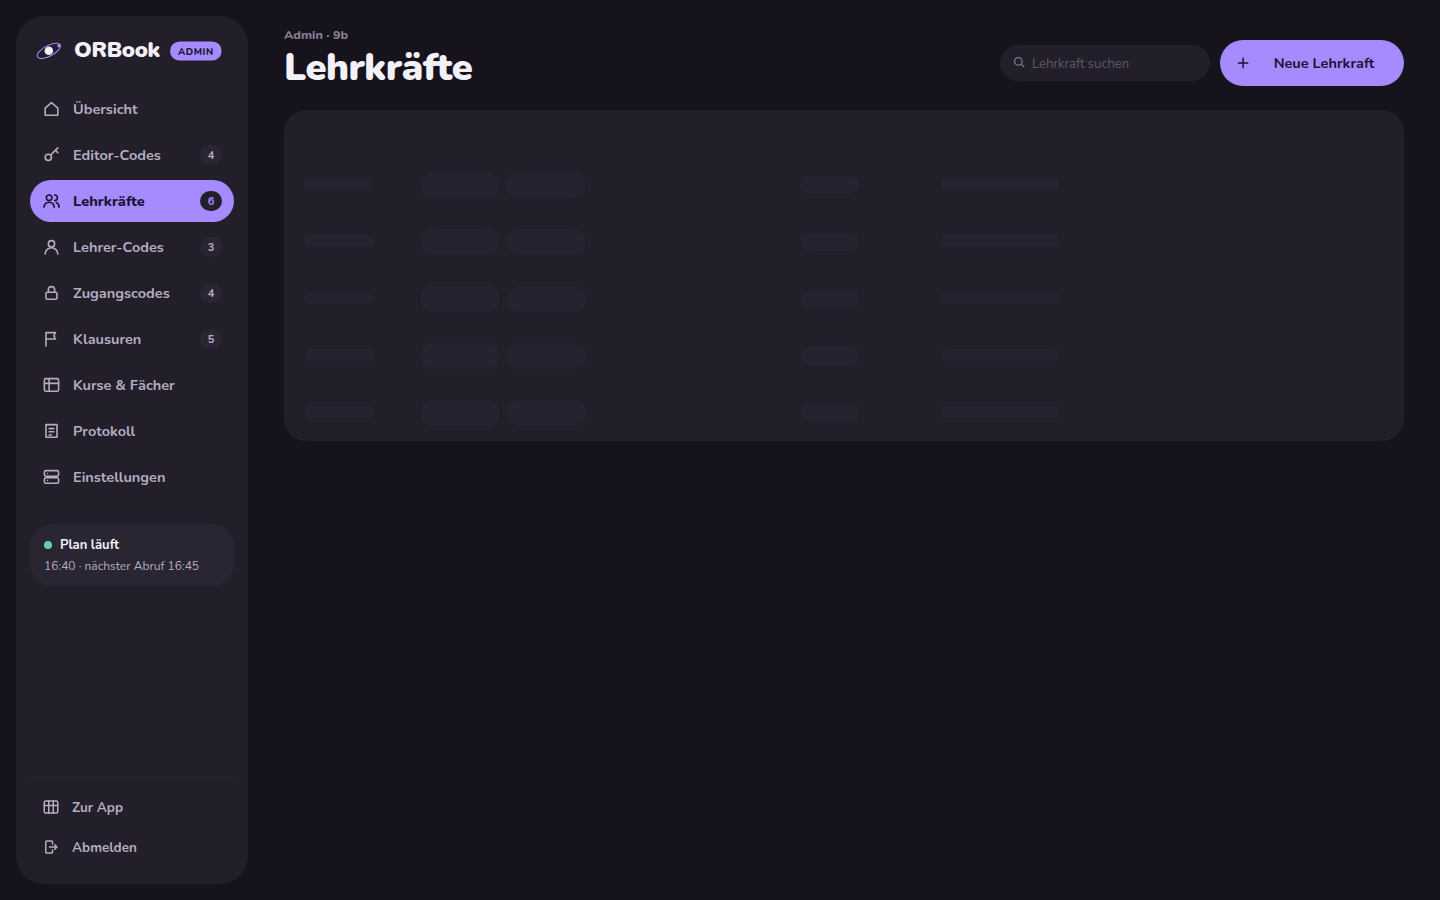 ORBook ADMIN
Übersicht
Editor-Codes 4
Lehrkräfte 6
Lehrer-Codes 3
Zugangscodes 4
Klausuren 5
Kurse & Fächer
Protokoll
Einstellungen
Plan läuft
16:40 · nächster Abruf 16:45
Zur App
Abmelden
Admin · 9b
Lehrkräfte
Lehrkraft suchen
Neue Lehrkraft